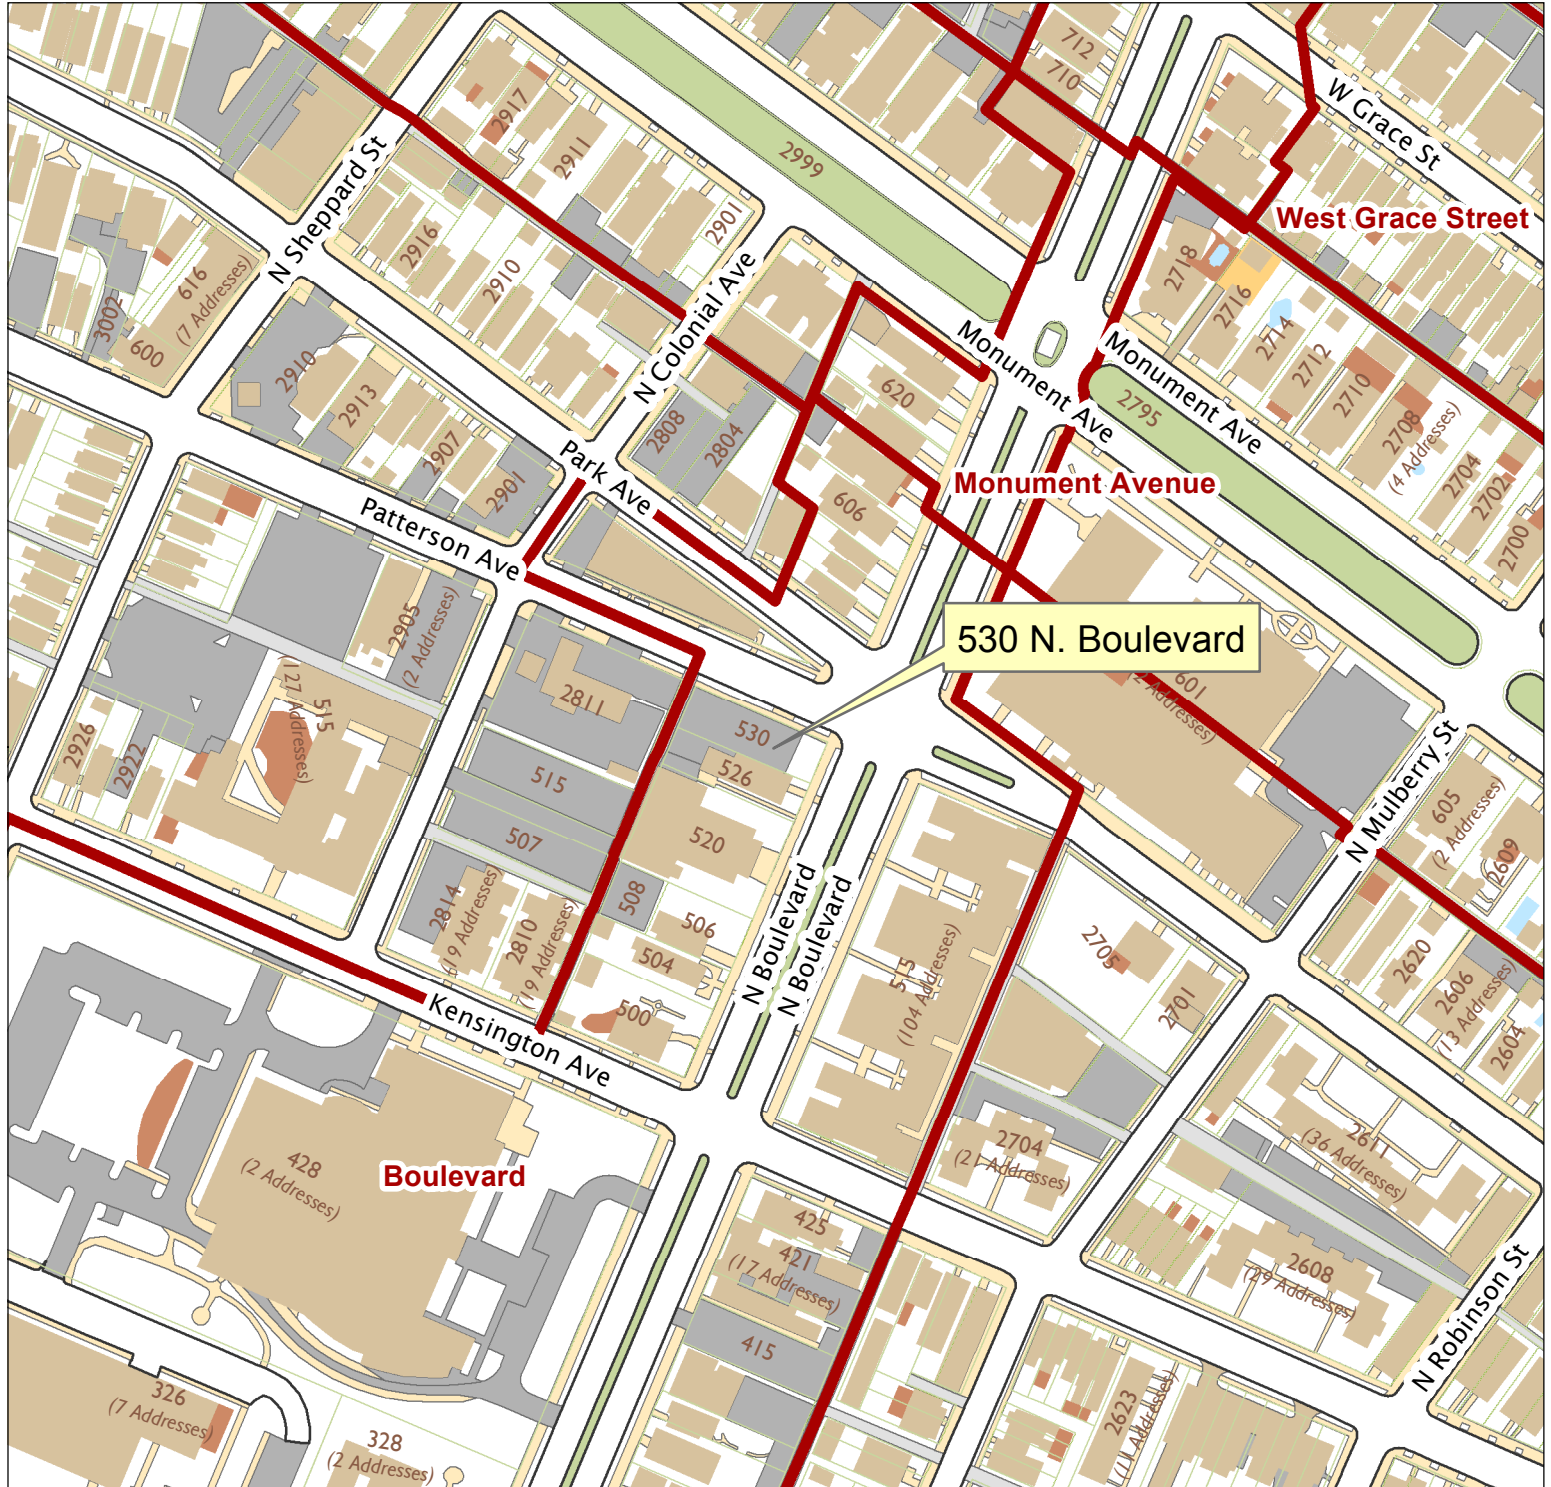 712
710
W Grace St
2917
2911
2999
N Sheppard St
2901
West Grace Street
2916
2910
2718
2716
2714
2712
2710
2708
(4 Addresses)
2704
2702
2700
616
(7 Addresses)
3002
600
N Colonial Ave
Monument Ave
Monument Ave
2795
2910
2913
2907
2901
2808
2804
620
606
Monument Avenue
Park Ave
Patterson Ave
2905
(2 Addresses)
530 N. Boulevard
601
(2 Addresses)
2811
530
526
515
(127 Addresses)
2926
2922
515
507
520
508
506
504
500
2814
(19 Addresses)
2810
(19 Addresses)
N Boulevard
N Boulevard
515
(104 Addresses)
N Mulberry St
605
(2 Addresses)
2609
2705
2701
2620
2606
(13 Addresses)
2604
Kensington Ave
428
(2 Addresses)
Boulevard
2704
(21 Addresses)
2611
(36 Addresses)
2608
(29 Addresses)
425
421
(17 Addresses)
415
N Robinson St
326
(7 Addresses)
328
(2 Addresses)
2623
Addresses)